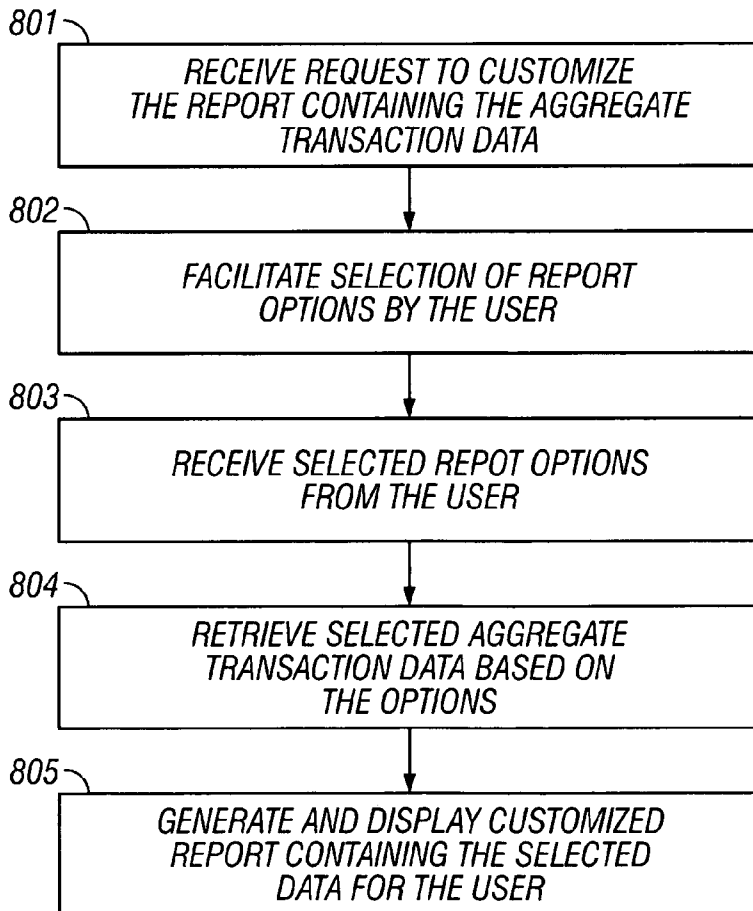 801
RECEIVE REQUEST TO CUSTOMIZE
THE REPORT CONTAINING THE AGGREGATE
TRANSACTION DATA
802
FACILITATE SELECTION OF REPORT
OPTIONS BY THE USER
803
RECEIVE SELECTED REPOT OPTIONS
FROM THE USER
804
RETRIEVE SELECTED AGGREGATE
TRANSACTION DATA BASED ON
THE OPTIONS
805
GENERATE AND DISPLAY CUSTOMIZED
REPORT CONTAINING THE SELECTED
DATA FOR THE USER